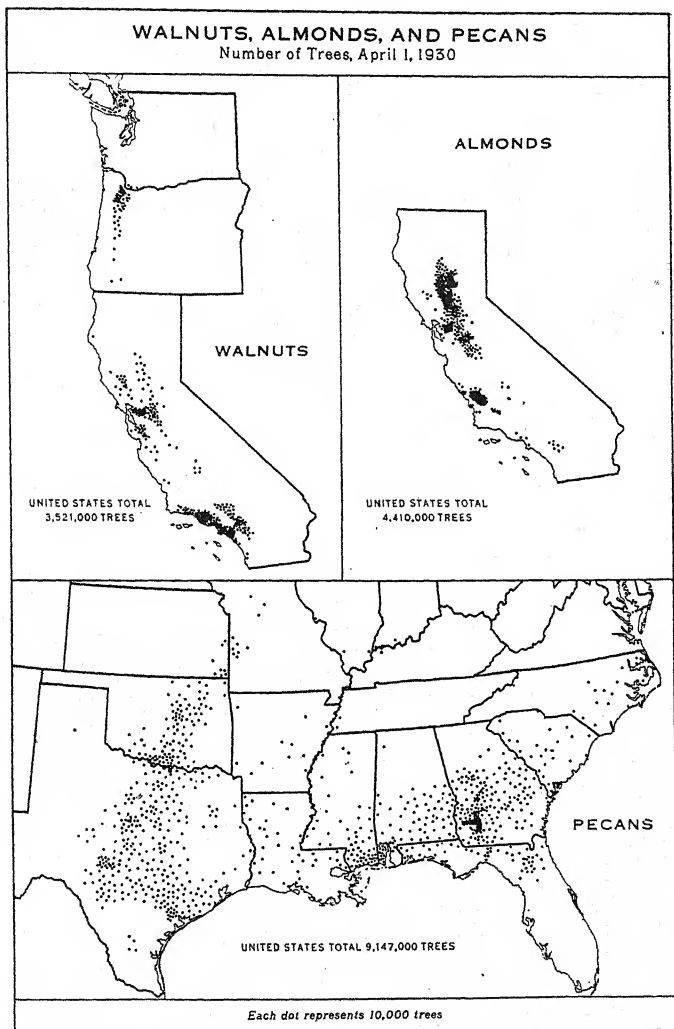 WALNUTS, ALMONDS, AND PECANS
Number of Trees, April 1, 1930
WALNUTS
UNITED STATES TOTAL
3,521,000 TREES
ALMONDS
UNITED STATES TOTAL
4,410,000 TREES
PECANS
UNITED STATES TOTAL 9,147,000 TREES
Each dot represents 10,000 trees